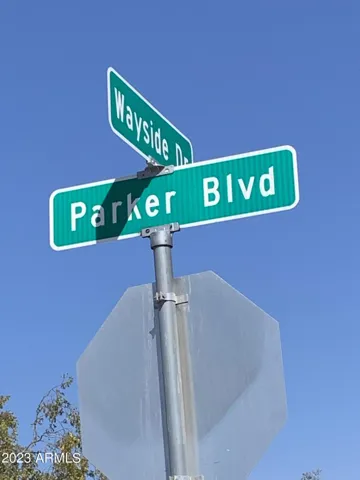 Wayside Dr
Parker Blvd
2023 ARMLS